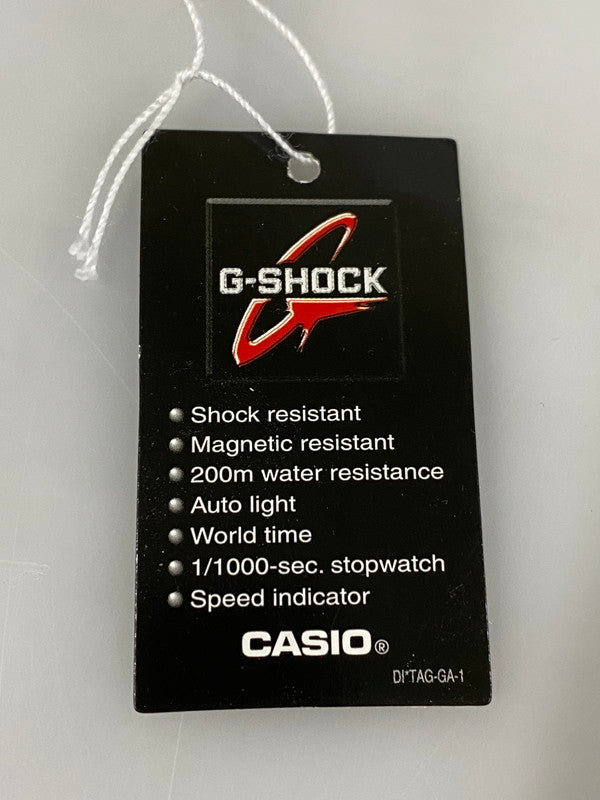 G-SHOCK
Shock resistant
Magnetic resistant
200m water resistance
Auto light
World time
1/1000-sec. stopwatch
Speed indicator
CASIO®
DI*TAG-GA-1